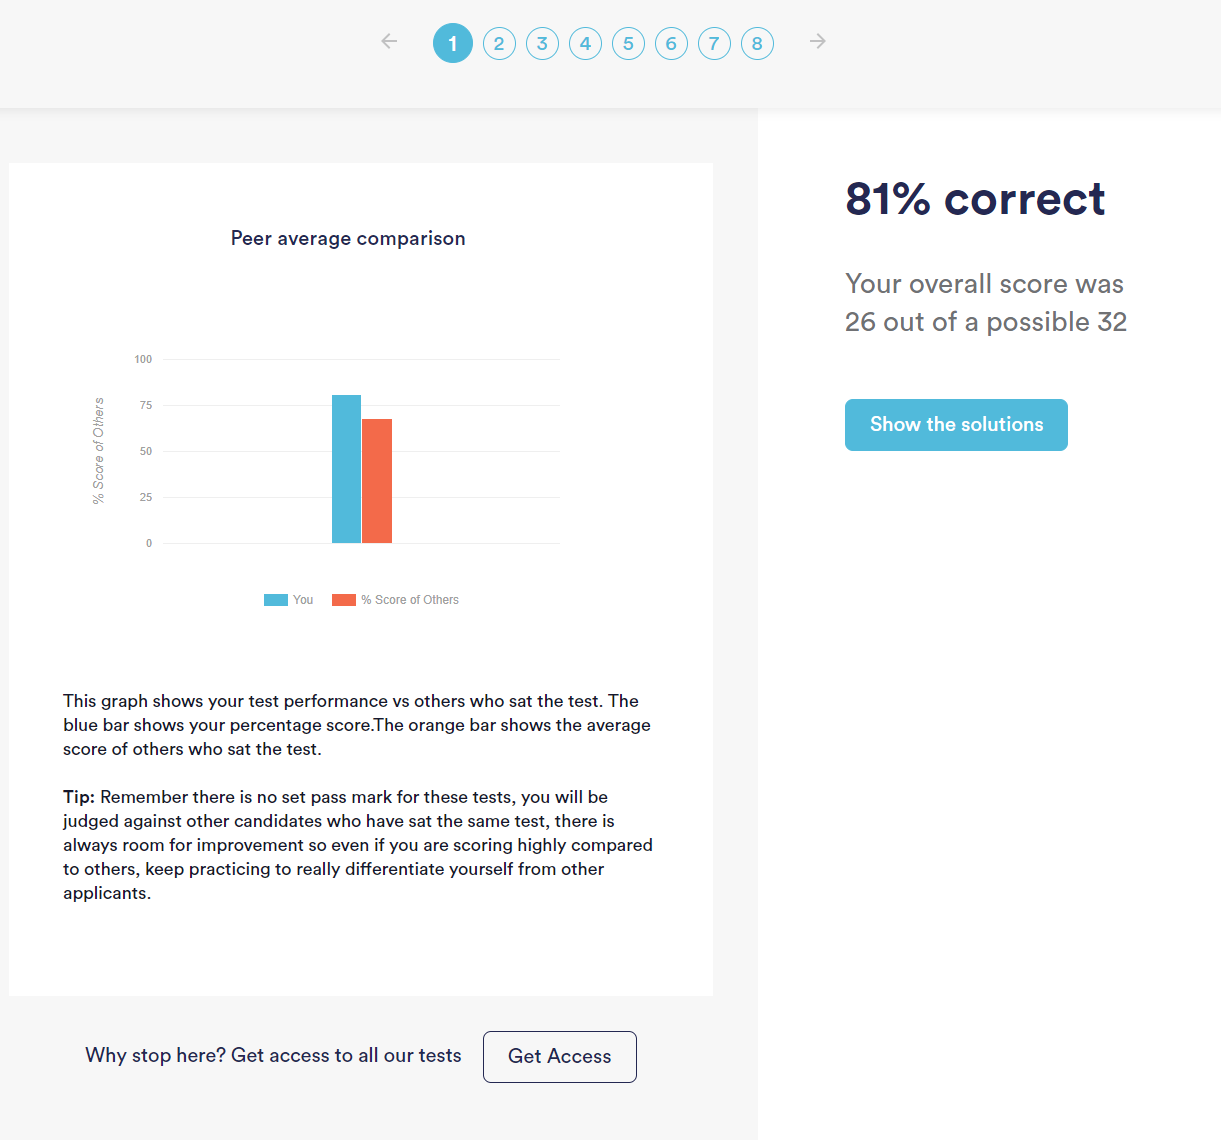 1 2 3 4 5 6 7 8
Peer average comparison
100
75
50
25
0
% Score of Others
You % Score of Others
This graph shows your test performance vs others who sat the test. The
blue bar shows your percentage score.The orange bar shows the average
score of others who sat the test.
Tip: Remember there is no set pass mark for these tests, you will be
judged against other candidates who have sat the same test, there is
always room for improvement so even if you are scoring highly compared
to others, keep practicing to really differentiate yourself from other
applicants.
Why stop here? Get access to all our tests Get Access
81% correct
Your overall score was
26 out of a possible 32
Show the solutions